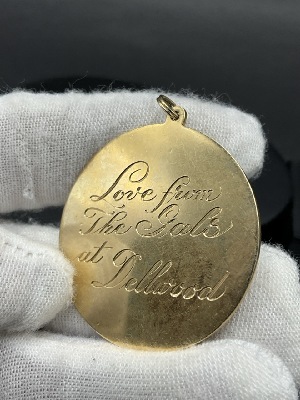 Love from
The Gals
at Dellwood